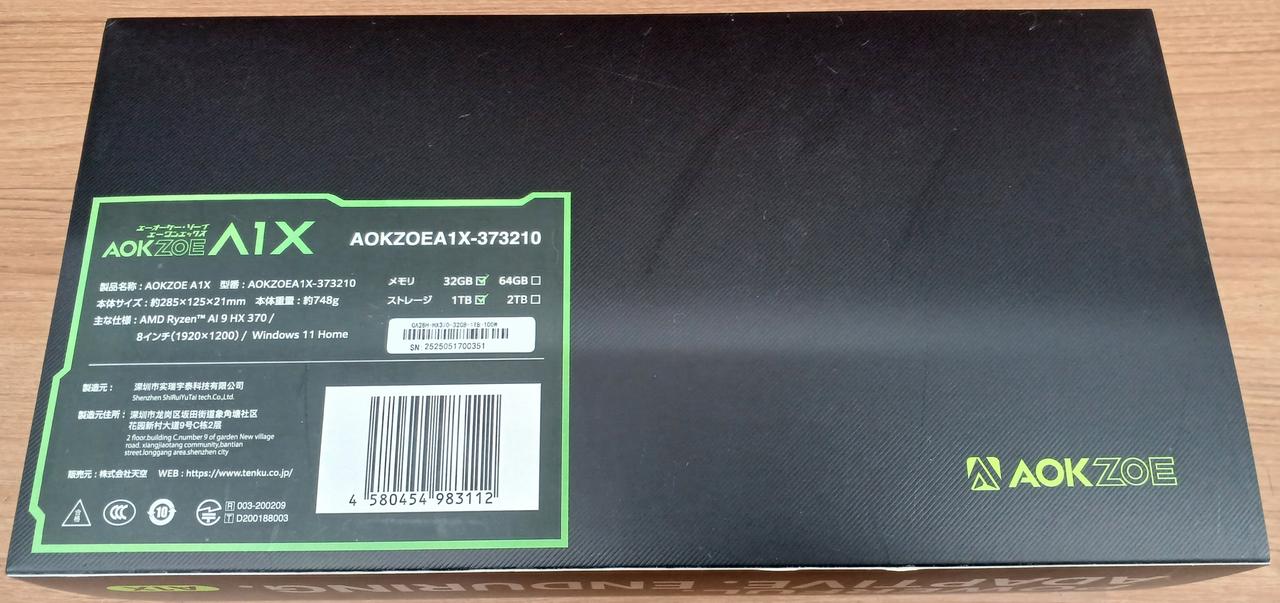 エーオーケー・ゾーイ
エーワンエックス
AOKZOE A1X
AOKZOEA1X-373210
製品名称：AOKZOE A1X 型番：AOKZOEA1X-373210
本体サイズ：約285×125×21mm 本体重量：約748g
主な仕様：AMD Ryzen™ AI 9 HX 370 /
8インチ(1920×1200) / Windows 11 Home
メモリ 32GB☑ 64GB☐
ストレージ 1TB☑ 2TB☐
SN: 2525051700351
製造元： 深圳市实瑞宇泰科技有限公司
Shenzhen ShiRuiYuTai tech.Co,Ltd.
製造元住所：深圳市龙岗区坂田街道象角塘社区
花园新村大道9号C栋2层
2 floor.building C.number 9 of garden New village
road. xiangjiaotang community,bantian
street.longgang area.shenzhen city
販売元：株式会社天空 WEB：https://www.tenku.co.jp/
合格
CCC
10
R 003-200209
T D200188003
4 580454 983112
AOKZOE
A1X
ADAPTIVE. ENDURING.